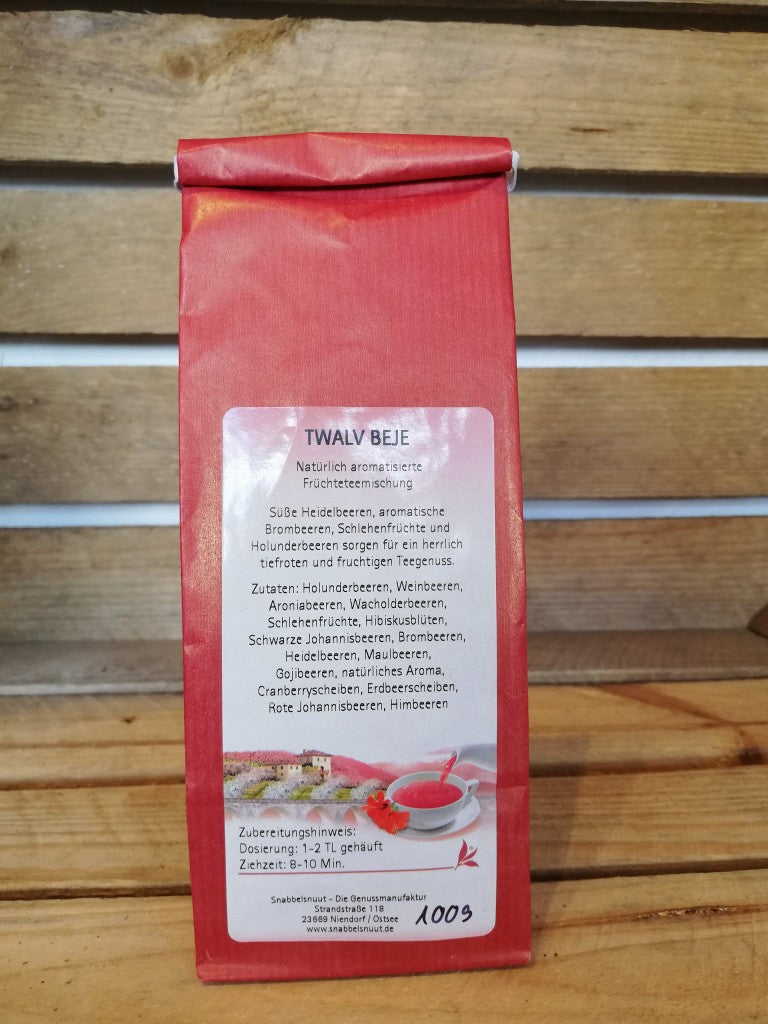 TWALV BEJE
Natürlich aromatisierte
Früchteteemischung
Süße Heidelbeeren, aromatische
Brombeeren, Schlehenfrüchte und
Holunderbeeren sorgen für ein herrlich
tiefroten und fruchtigen Teegenuss.
Zutaten: Holunderbeeren, Weinbeeren,
Aroniabeeren, Wacholderbeeren,
Schlehenfrüchte, Hibiskusblüten,
Schwarze Johannisbeeren, Brombeeren,
Heidelbeeren, Maulbeeren,
Gojibeeren, natürliches Aroma,
Cranberryscheiben, Erdbeerscheiben,
Rote Johannisbeeren, Himbeeren
Zubereitungshinweis:
Dosierung: 1-2 TL gehäuft
Ziehzeit: 8-10 Min.
Snabbelsnuut - Die Genussmanufaktur
Strandstraße 118
23669 Niendorf / Ostsee
www.snabbelsnuut.de
100g